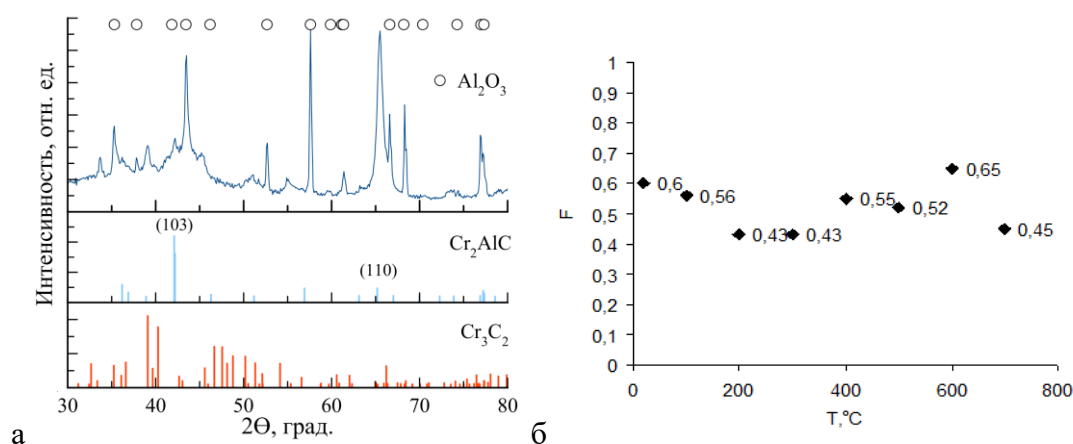 Интенсивность, отн. ед.
Al₂O₃
(103)
Cr₂AlC
(110)
Cr₃C₂
30 40 50 60 70 80
2Θ, град.
а
1
0,9
0,8
0,7
0,6
0,5
0,4
0,3
0,2
0,1
0
F
0,6
0,56
0,43
0,43
0,55
0,52
0,65
0,45
0 200 400 600 800
T,°C
б